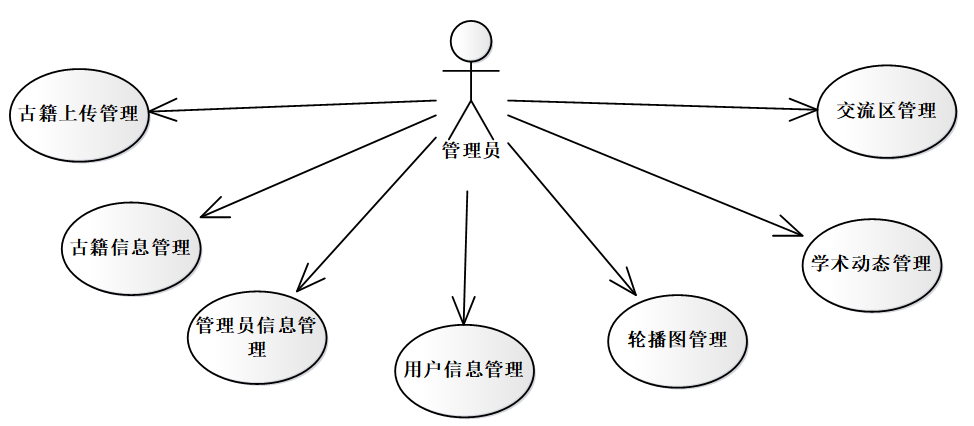 管理员
古籍上传管理
交流区管理
古籍信息管理
学术动态管理
管理员信息管
理
轮播图管理
用户信息管理